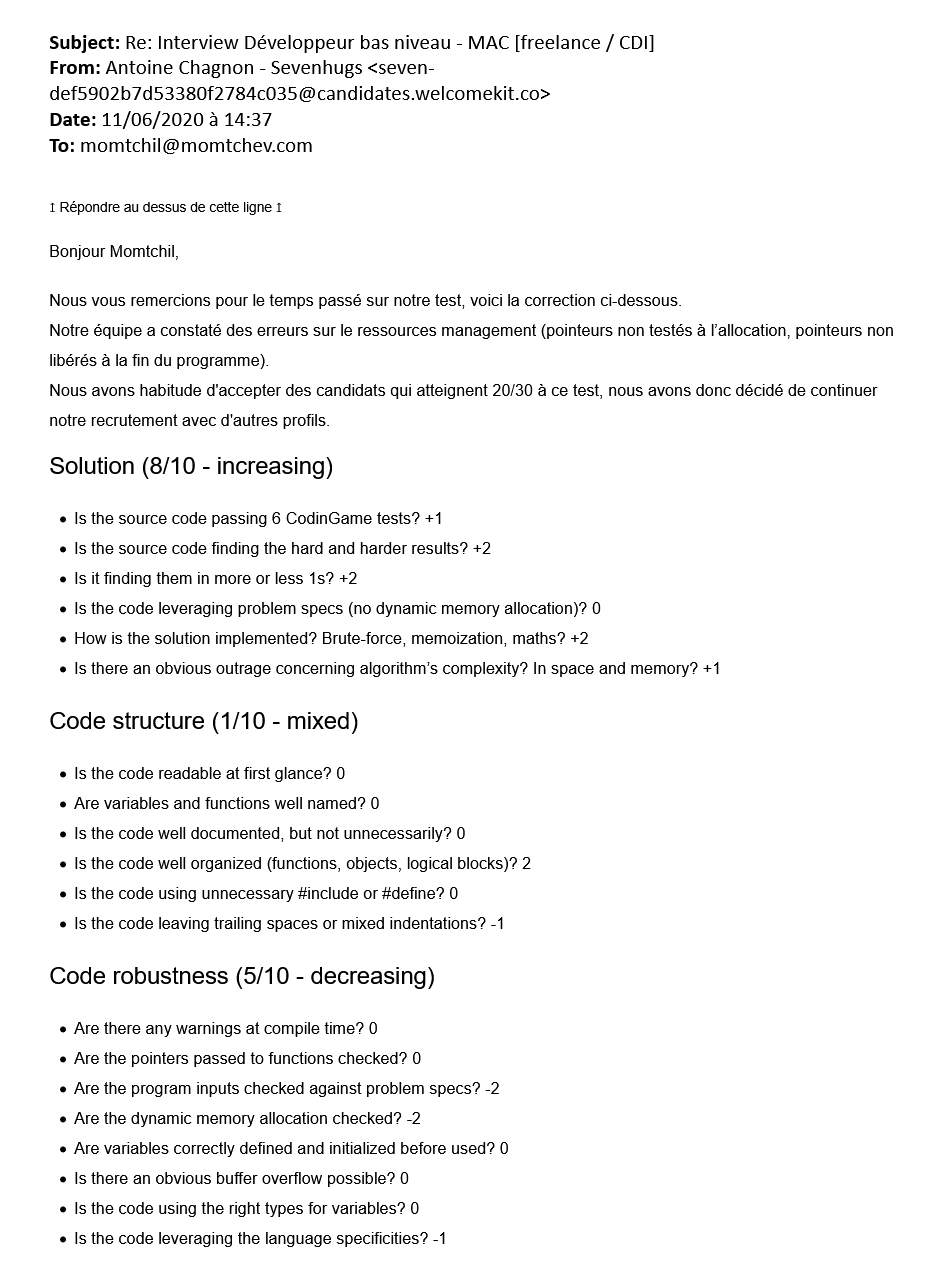 Subject: Re: Interview Développeur bas niveau - MAC [freelance / CDI]
From: Antoine Chagnon - Sevenhugs <seven-
def5902b7d53380f2784c035@candidates.welcomekit.co>
Date: 11/06/2020 à 14:37
To: momtchil@momtchev.com
↥ Répondre au dessus de cette ligne ↥
Bonjour Momtchil,
Nous vous remercions pour le temps passé sur notre test, voici la correction ci-dessous.
Notre équipe a constaté des erreurs sur le ressources management (pointeurs non testés à l’allocation, pointeurs non
libérés à la fin du programme).
Nous avons habitude d'accepter des candidats qui atteignent 20/30 à ce test, nous avons donc décidé de continuer
notre recrutement avec d'autres profils.
Solution (8/10 - increasing)
• Is the source code passing 6 CodinGame tests? +1
• Is the source code finding the hard and harder results? +2
• Is it finding them in more or less 1s? +2
• Is the code leveraging problem specs (no dynamic memory allocation)? 0
• How is the solution implemented? Brute-force, memoization, maths? +2
• Is there an obvious outrage concerning algorithm’s complexity? In space and memory? +1
Code structure (1/10 - mixed)
• Is the code readable at first glance? 0
• Are variables and functions well named? 0
• Is the code well documented, but not unnecessarily? 0
• Is the code well organized (functions, objects, logical blocks)? 2
• Is the code using unnecessary #include or #define? 0
• Is the code leaving trailing spaces or mixed indentations? -1
Code robustness (5/10 - decreasing)
• Are there any warnings at compile time? 0
• Are the pointers passed to functions checked? 0
• Are the program inputs checked against problem specs? -2
• Are the dynamic memory allocation checked? -2
• Are variables correctly defined and initialized before used? 0
• Is there an obvious buffer overflow possible? 0
• Is the code using the right types for variables? 0
• Is the code leveraging the language specificities? -1